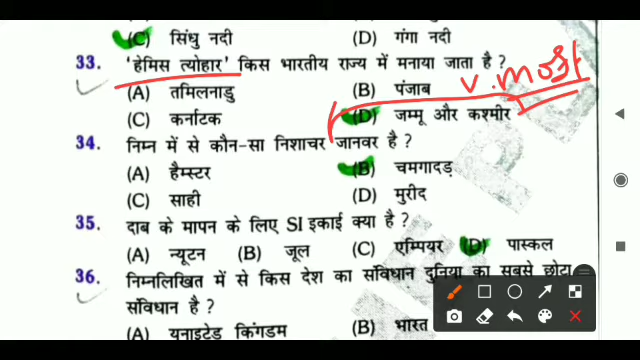 (C) सिंधु नदी (D) गंगा नदी
33. 'हेमिस त्योहार' किस भारतीय राज्य में मनाया जाता है ?
v. most
(A) तमिलनाडु (B) पंजाब
(C) कर्नाटक (D) जम्मू और कश्मीर
34. निम्न में से कौन-सा निशाचर जानवर है ?
(A) हैम्स्टर (B) चमगादड़
(C) साही (D) मुरीद
35. दाब के मापन के लिए SI इकाई क्या है ?
(A) न्यूटन (B) जूल (C) एम्पियर (D) पास्कल
36. निम्नलिखित में से किस देश का संविधान दुनिया का सबसे छोटा
संविधान है ?
(A) यूनाइटेड किंगडम (B) भारत